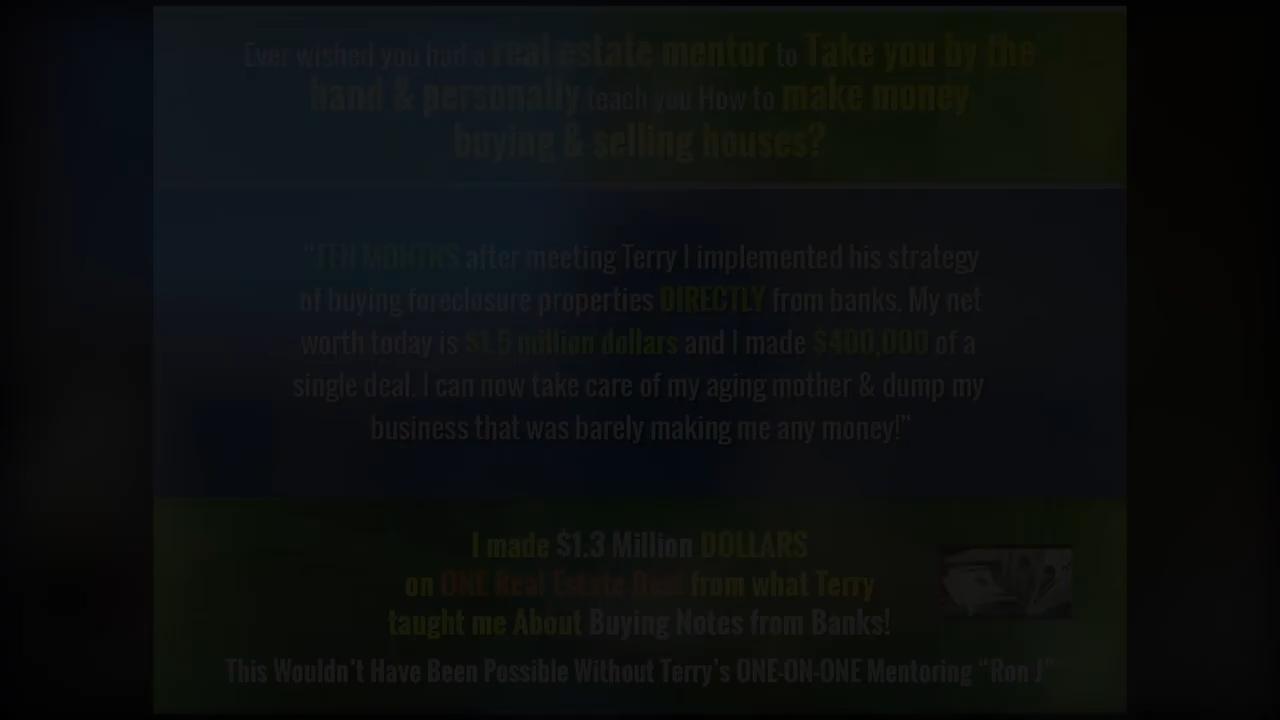 Ever wished you had a real estate mentor to Take you by the
hand & personally teach you How to make money
buying & selling houses?
“TEN MONTHS after meeting Terry I implemented his strategy
of buying foreclosure properties DIRECTLY from banks. My net
worth today is $1.5 million dollars and I made $400,000 of a
single deal. I can now take care of my aging mother & dump my
business that was barely making me any money!”
I made $1.3 Million DOLLARS
on ONE Real Estate Deal from what Terry
taught me About Buying Notes from Banks!
This Wouldn’t Have Been Possible Without Terry’s ONE-ON-ONE Mentoring “Ron J”